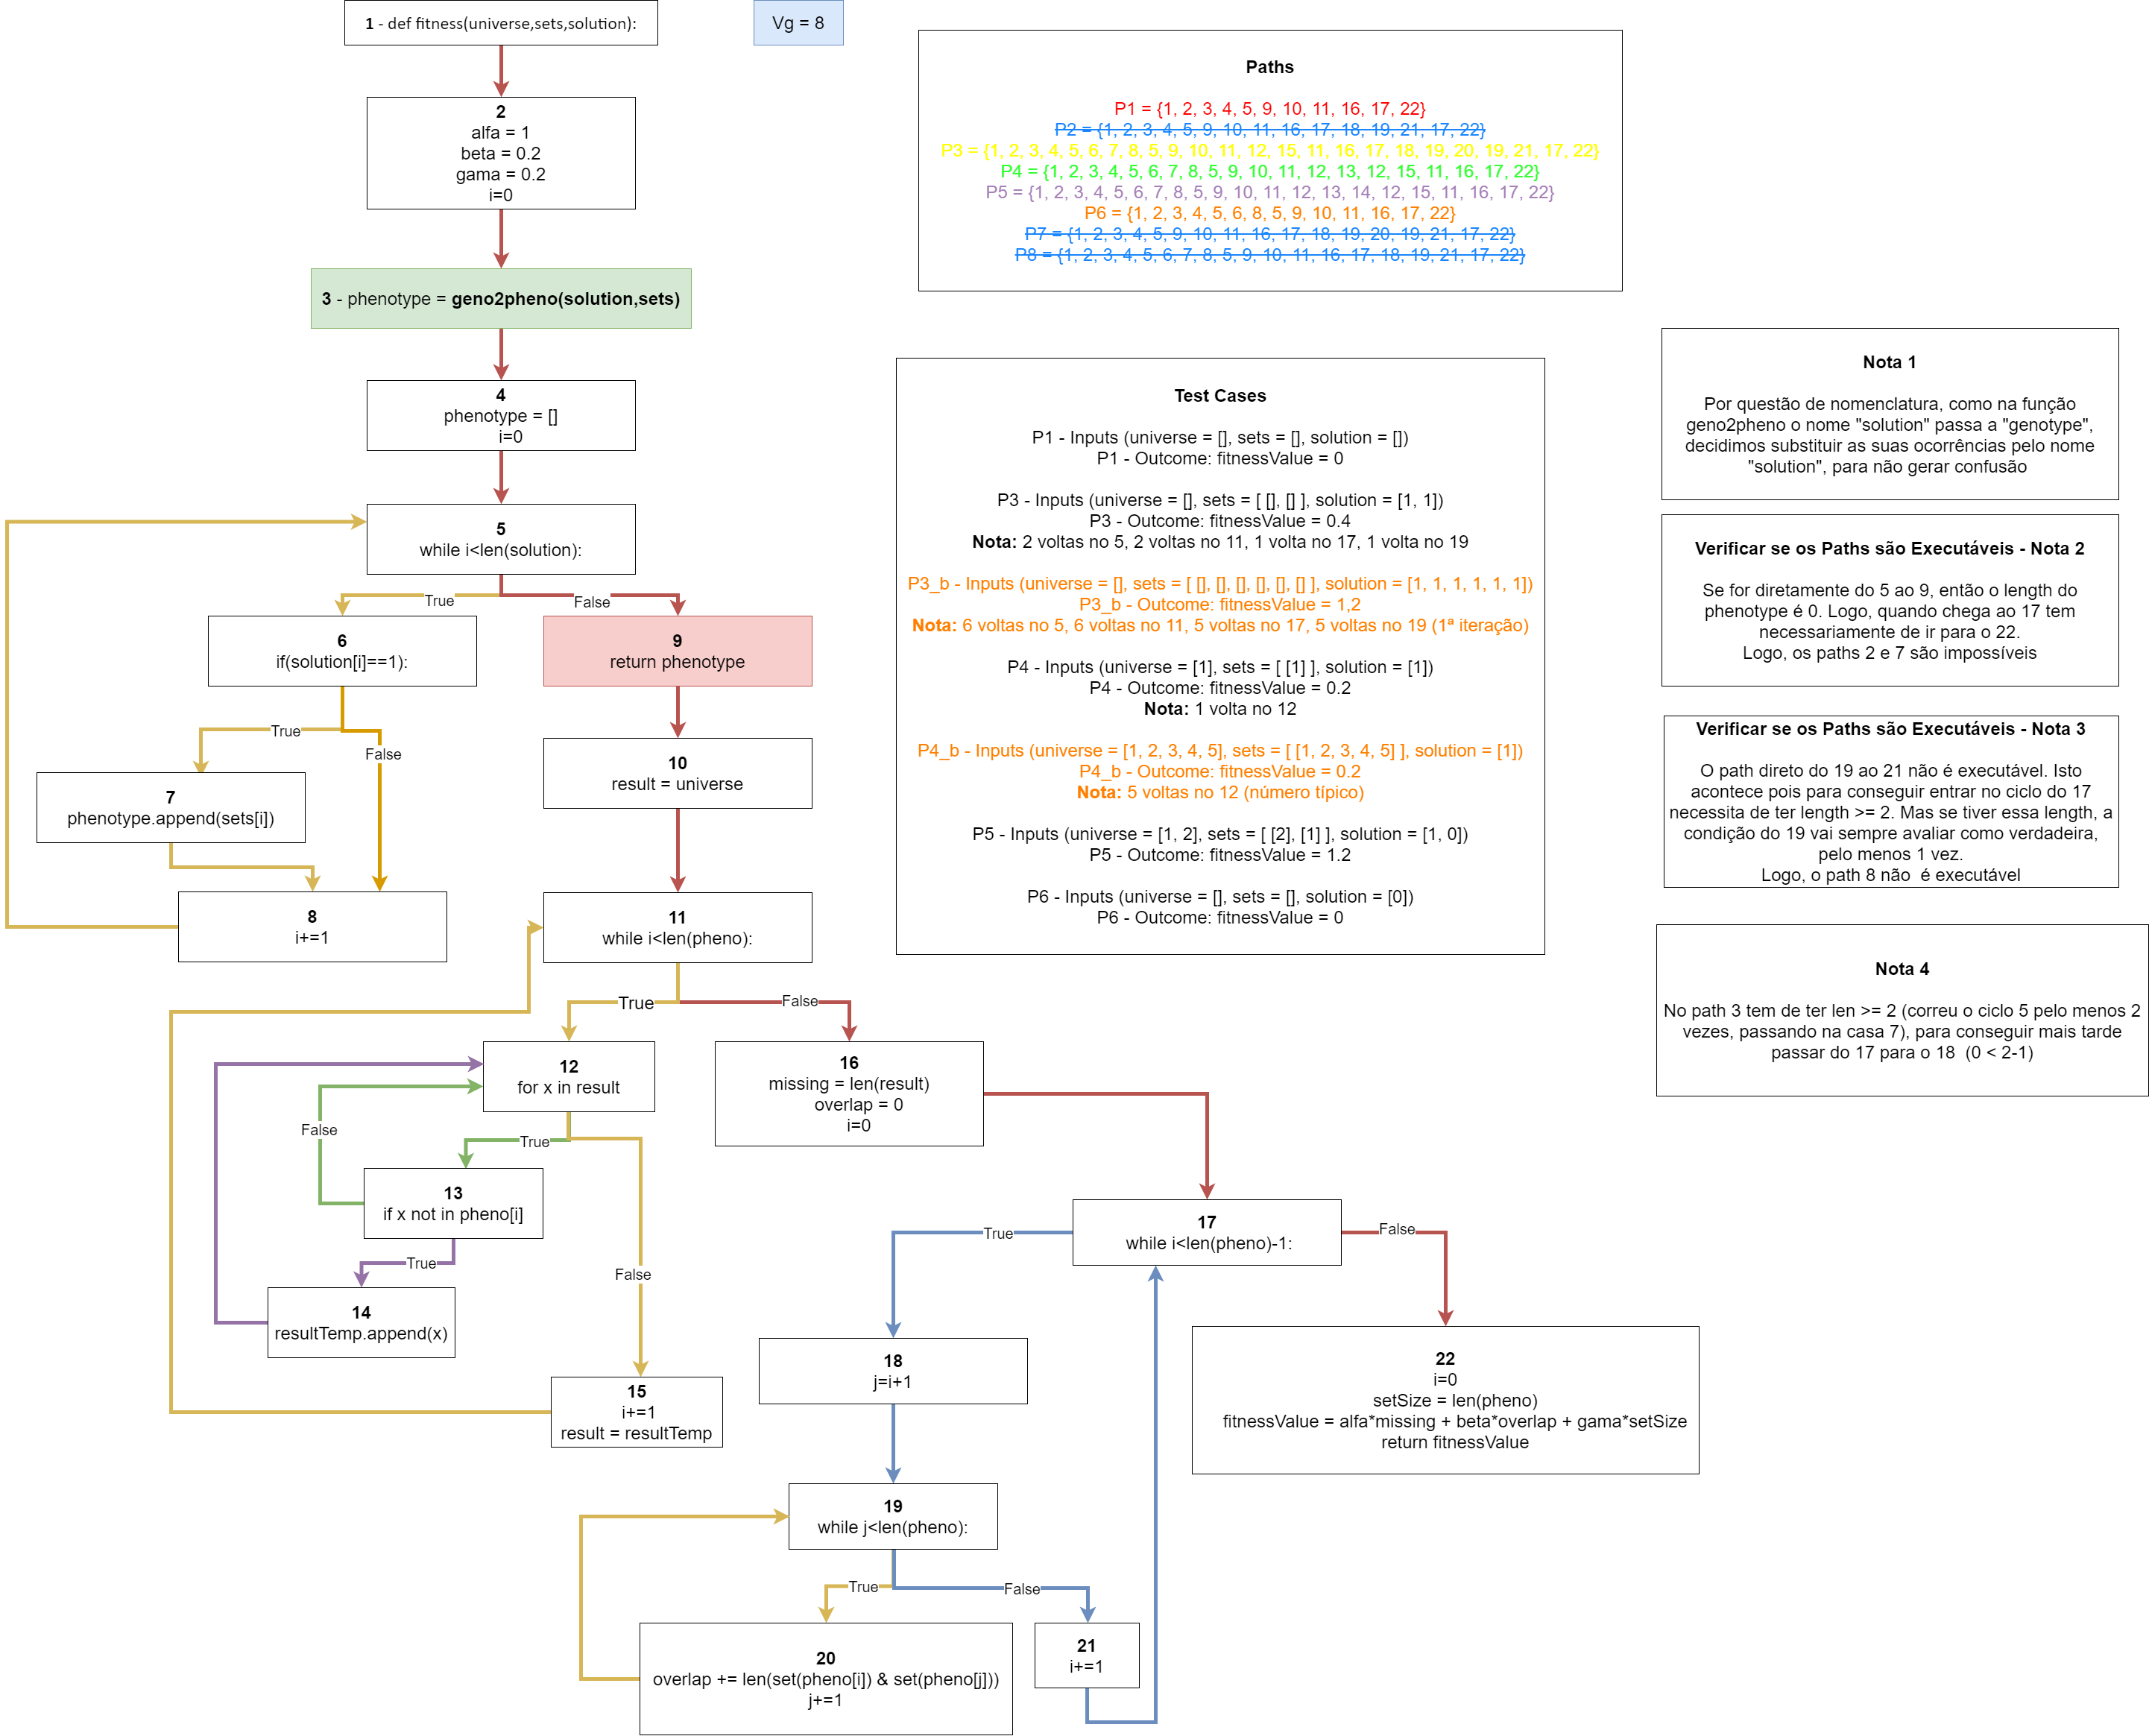 1 - def fitness(universe,sets,solution):
Vg = 8
2
alfa = 1
beta = 0.2
gama = 0.2
i=0
3 - phenotype = geno2pheno(solution,sets)
4
phenotype = []
i=0
5
while i<len(solution):
True
False
6
if(solution[i]==1):
True
False
7
phenotype.append(sets[i])
8
i+=1
9
return phenotype
10
result = universe
11
while i<len(pheno):
True
False
12
for x in result
True
False
False
13
if x not in pheno[i]
True
14
resultTemp.append(x)
15
i+=1
result = resultTemp
16
missing = len(result)
overlap = 0
i=0
17
while i<len(pheno)-1:
True
False
18
j=i+1
19
while j<len(pheno):
True
False
20
overlap += len(set(pheno[i]) & set(pheno[j]))
j+=1
21
i+=1
22
i=0
setSize = len(pheno)
fitnessValue = alfa*missing + beta*overlap + gama*setSize
return fitnessValue
Paths
P1 = {1, 2, 3, 4, 5, 9, 10, 11, 16, 17, 22}
P2 = {1, 2, 3, 4, 5, 9, 10, 11, 16, 17, 18, 19, 21, 17, 22}
P3 = {1, 2, 3, 4, 5, 6, 7, 8, 5, 9, 10, 11, 12, 15, 11, 16, 17, 18, 19, 20, 19, 21, 17, 22}
P4 = {1, 2, 3, 4, 5, 6, 7, 8, 5, 9, 10, 11, 12, 13, 12, 15, 11, 16, 17, 22}
P5 = {1, 2, 3, 4, 5, 6, 7, 8, 5, 9, 10, 11, 12, 13, 14, 12, 15, 11, 16, 17, 22}
P6 = {1, 2, 3, 4, 5, 6, 8, 5, 9, 10, 11, 16, 17, 22}
P7 = {1, 2, 3, 4, 5, 9, 10, 11, 16, 17, 18, 19, 20, 19, 21, 17, 22}
P8 = {1, 2, 3, 4, 5, 6, 7, 8, 5, 9, 10, 11, 16, 17, 18, 19, 21, 17, 22}
Test Cases
P1 - Inputs (universe = [], sets = [], solution = [])
P1 - Outcome: fitnessValue = 0
P3 - Inputs (universe = [], sets = [ [], [] ], solution = [1, 1])
P3 - Outcome: fitnessValue = 0.4
Nota: 2 voltas no 5, 2 voltas no 11, 1 volta no 17, 1 volta no 19
P3_b - Inputs (universe = [], sets = [ [], [], [], [], [], [] ], solution = [1, 1, 1, 1, 1, 1])
P3_b - Outcome: fitnessValue = 1,2
Nota: 6 voltas no 5, 6 voltas no 11, 5 voltas no 17, 5 voltas no 19 (1ª iteração)
P4 - Inputs (universe = [1], sets = [ [1] ], solution = [1])
P4 - Outcome: fitnessValue = 0.2
Nota: 1 volta no 12
P4_b - Inputs (universe = [1, 2, 3, 4, 5], sets = [ [1, 2, 3, 4, 5] ], solution = [1])
P4_b - Outcome: fitnessValue = 0.2
Nota: 5 voltas no 12 (número típico)
P5 - Inputs (universe = [1, 2], sets = [ [2], [1] ], solution = [1, 0])
P5 - Outcome: fitnessValue = 1.2
P6 - Inputs (universe = [], sets = [], solution = [0])
P6 - Outcome: fitnessValue = 0
Nota 1
Por questão de nomenclatura, como na função
geno2pheno o nome "solution" passa a "genotype",
decidimos substituir as suas ocorrências pelo nome
"solution", para não gerar confusão
Verificar se os Paths são Executáveis - Nota 2
Se for diretamente do 5 ao 9, então o length do
phenotype é 0. Logo, quando chega ao 17 tem
necessariamente de ir para o 22.
Logo, os paths 2 e 7 são impossíveis
Verificar se os Paths são Executáveis - Nota 3
O path direto do 19 ao 21 não é executável. Isto
acontece pois para conseguir entrar no ciclo do 17
necessita de ter length >= 2. Mas se tiver essa length, a
condição do 19 vai sempre avaliar como verdadeira,
pelo menos 1 vez.
Logo, o path 8 não é executável
Nota 4
No path 3 tem de ter len >= 2 (correu o ciclo 5 pelo menos 2
vezes, passando na casa 7), para conseguir mais tarde
passar do 17 para o 18 (0 < 2-1)